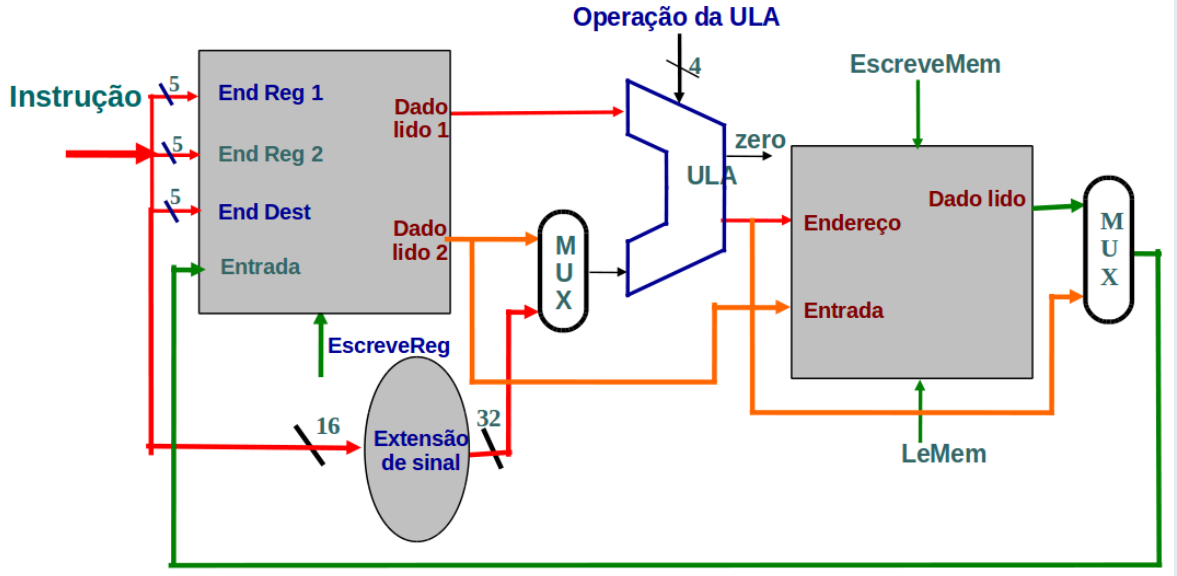 Operação da ULA
4
EscreveMem
Instrução
5
End Reg 1
Dado
lido 1
5
End Reg 2
zero
ULA
5
End Dest
Dado
lido 2
Entrada
M
U
X
Endereço
Dado lido
M
U
X
Entrada
EscreveReg
16
Extensão
de sinal
32
LeMem